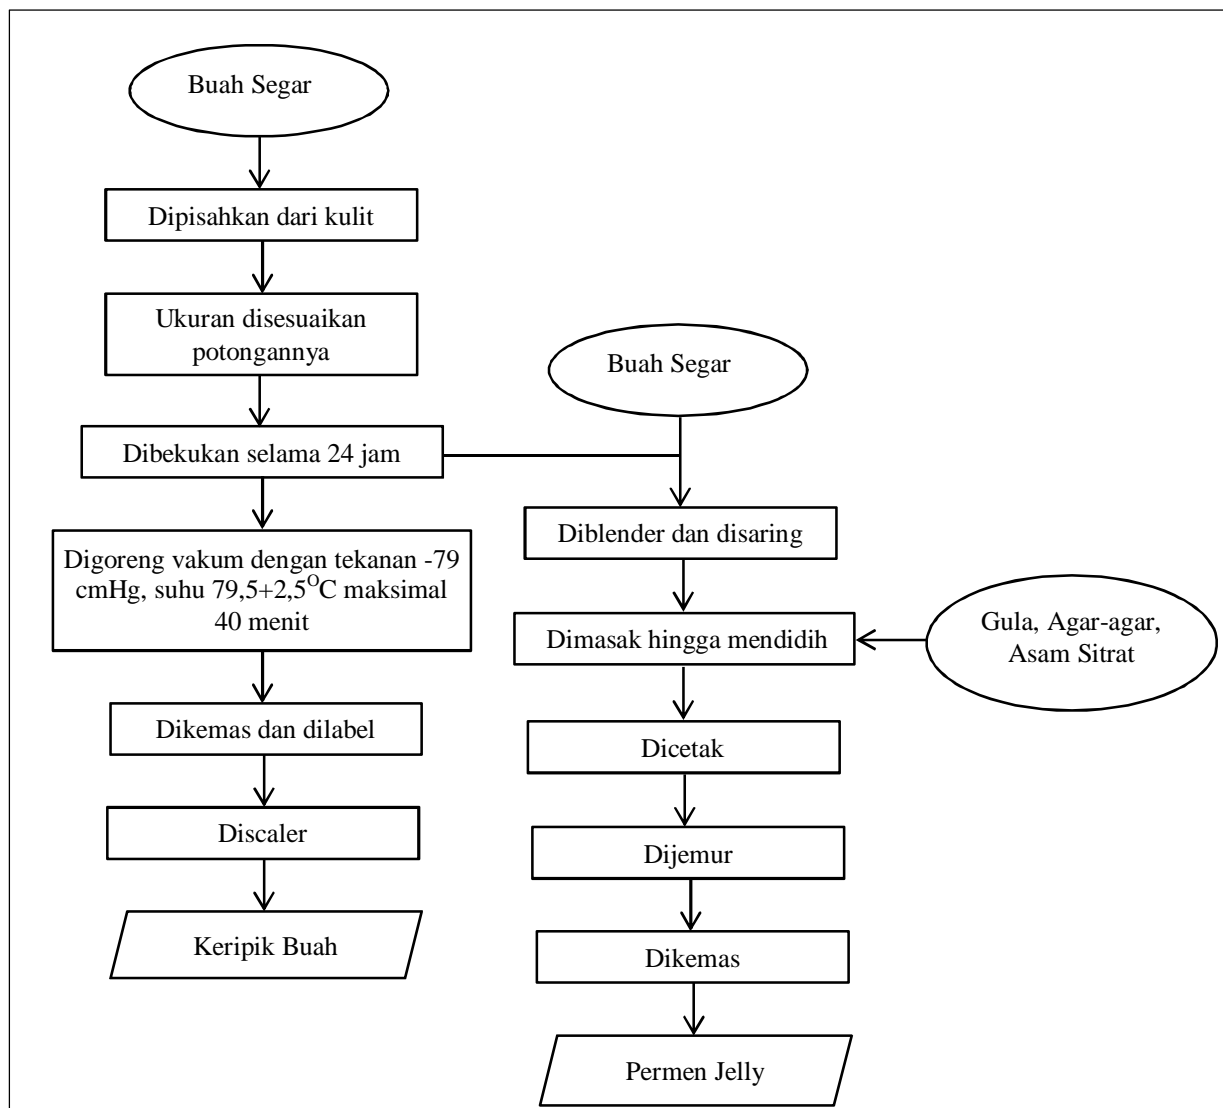 Buah Segar
Dipisahkan dari kulit
Ukuran disesuaikan
potongannya
Dibekukan selama 24 jam
Digoreng vakum dengan tekanan -79
cmHg, suhu 79,5+2,5OC maksimal
40 menit
Dikemas dan dilabel
Discaler
Keripik Buah
Buah Segar
Diblender dan disaring
Dimasak hingga mendidih
Gula, Agar-agar,
Asam Sitrat
Dicetak
Dijemur
Dikemas
Permen Jelly